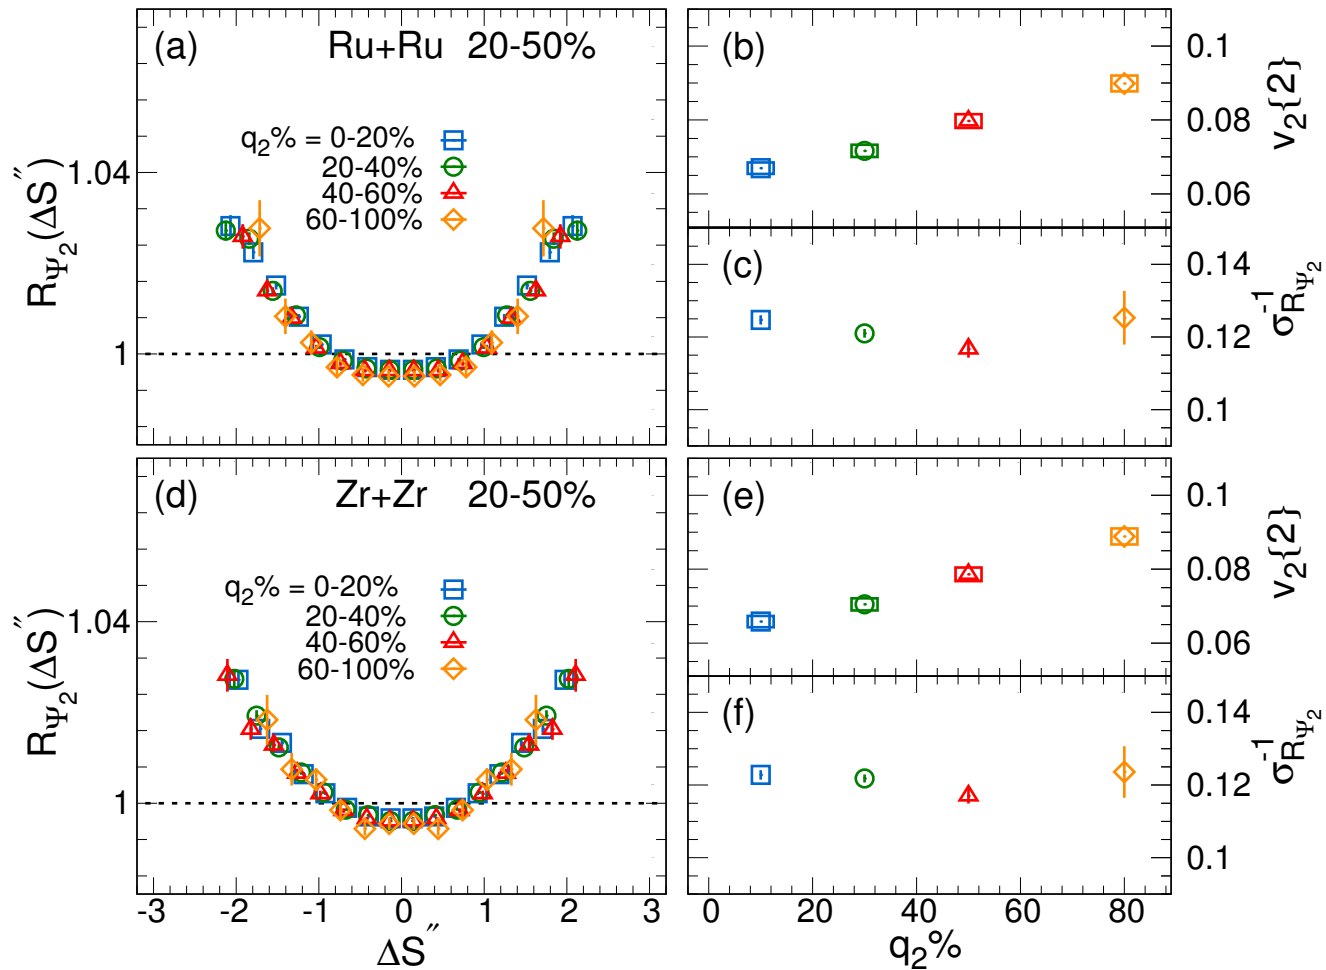 (a) Ru+Ru 20-50%
q₂% = 0-20%
20-40%
40-60%
60-100%
1.04
1
R_Ψ₂(ΔS″)
(b)
0.1
0.08
0.06
v₂{2}
(c)
0.14
0.12
0.1
σ⁻¹_R_Ψ₂
(d) Zr+Zr 20-50%
q₂% = 0-20%
20-40%
40-60%
60-100%
1.04
1
R_Ψ₂(ΔS″)
-3 -2 -1 0 1 2 3
ΔS″
(e)
0.1
0.08
0.06
v₂{2}
(f)
0.14
0.12
0.1
σ⁻¹_R_Ψ₂
0 20 40 60 80
q₂%